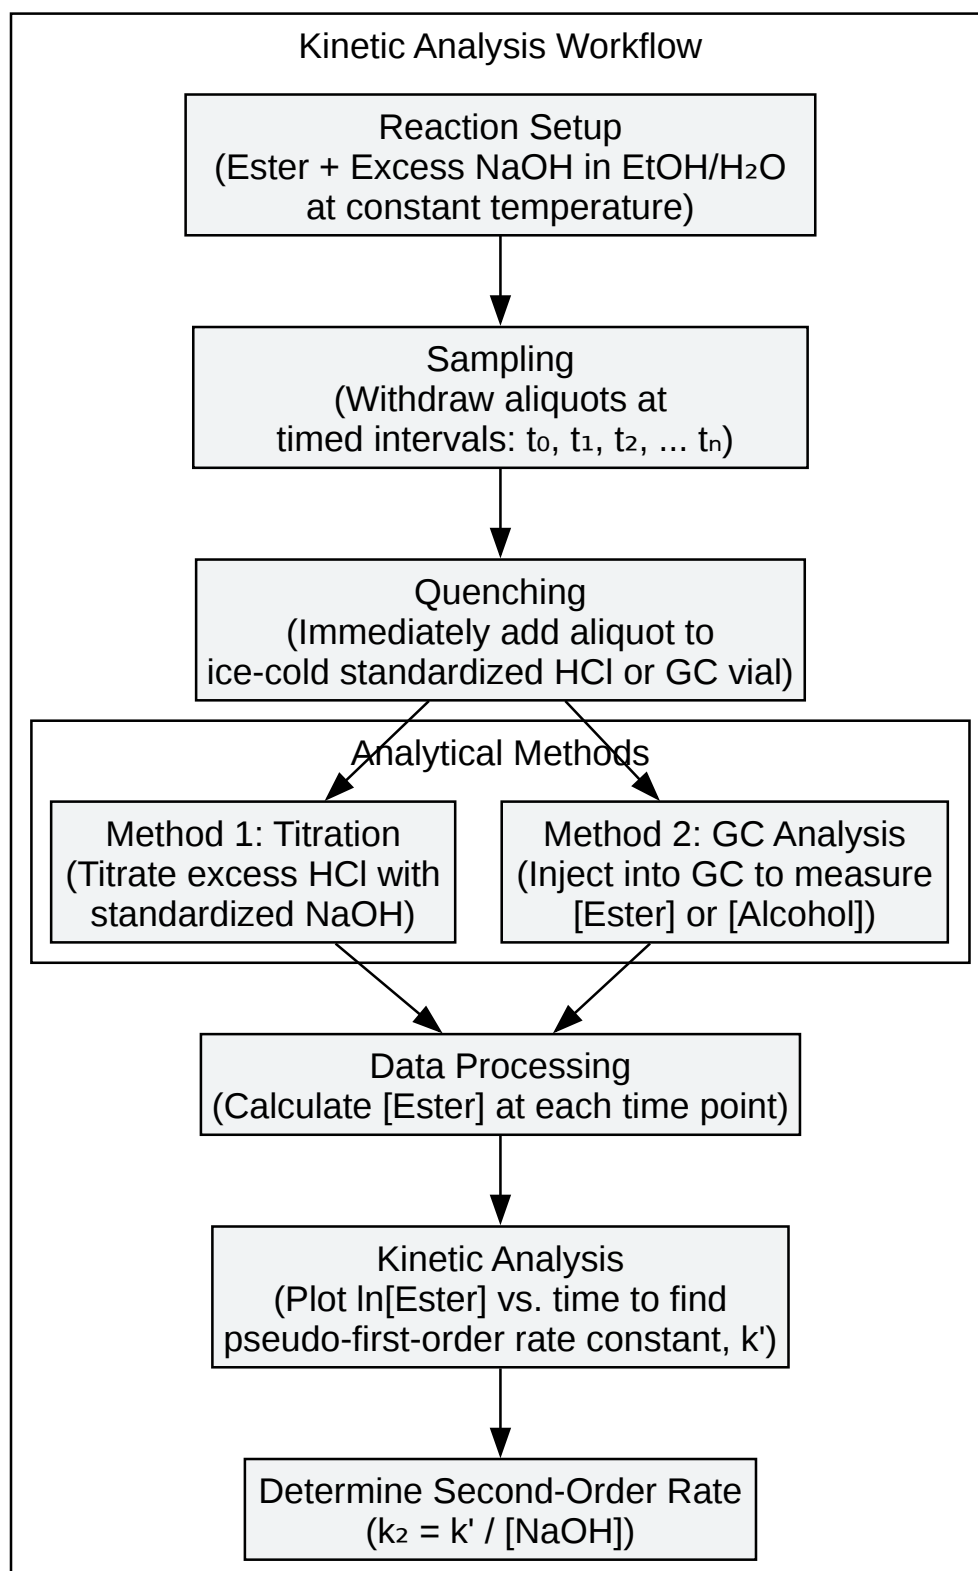 Kinetic Analysis Workflow
Reaction Setup
(Ester + Excess NaOH in EtOH/H₂O
at constant temperature)
Sampling
(Withdraw aliquots at
timed intervals: t₀, t₁, t₂, ... tₙ)
Quenching
(Immediately add aliquot to
ice-cold standardized HCl or GC vial)
Analytical Methods
Method 1: Titration
(Titrate excess HCl with
standardized NaOH)
Method 2: GC Analysis
(Inject into GC to measure
[Ester] or [Alcohol])
Data Processing
(Calculate [Ester] at each time point)
Kinetic Analysis
(Plot ln[Ester] vs. time to find
pseudo-first-order rate constant, k')
Determine Second-Order Rate
(k₂ = k' / [NaOH])